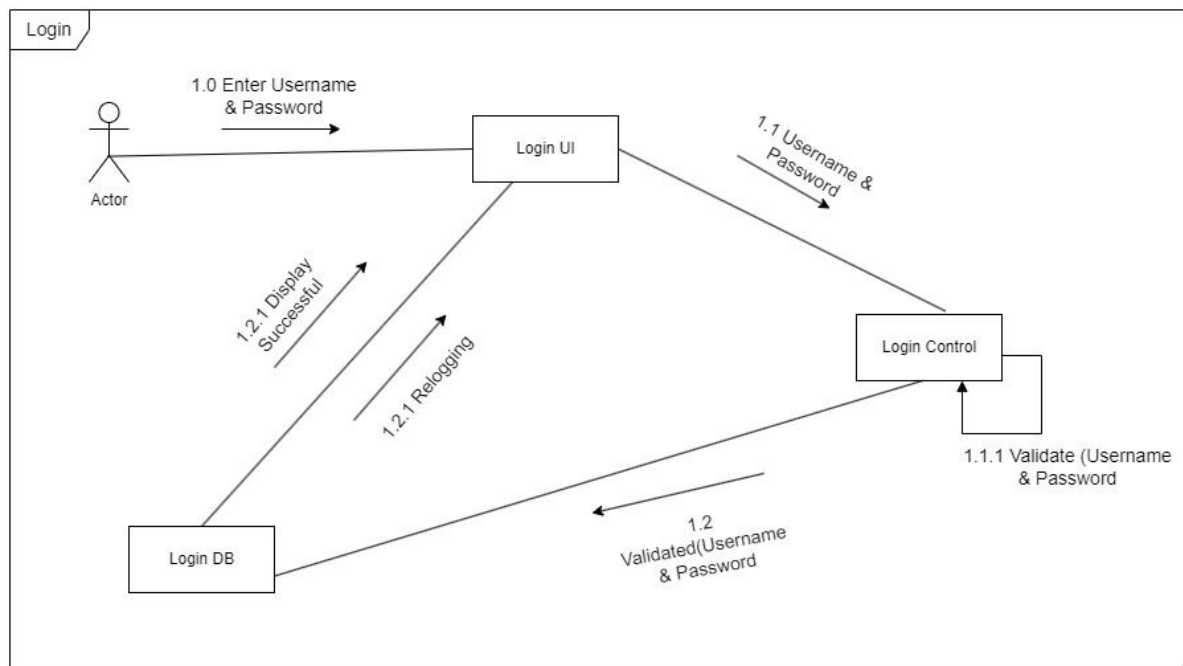 Login
1.0 Enter Username
& Password
Actor
Login UI
1.1 Username &
Password
1.2.1 Display
Successful
1.2.1 Relogging
Login Control
1.1.1 Validate (Username
& Password
1.2
Validated(Username
& Password
Login DB